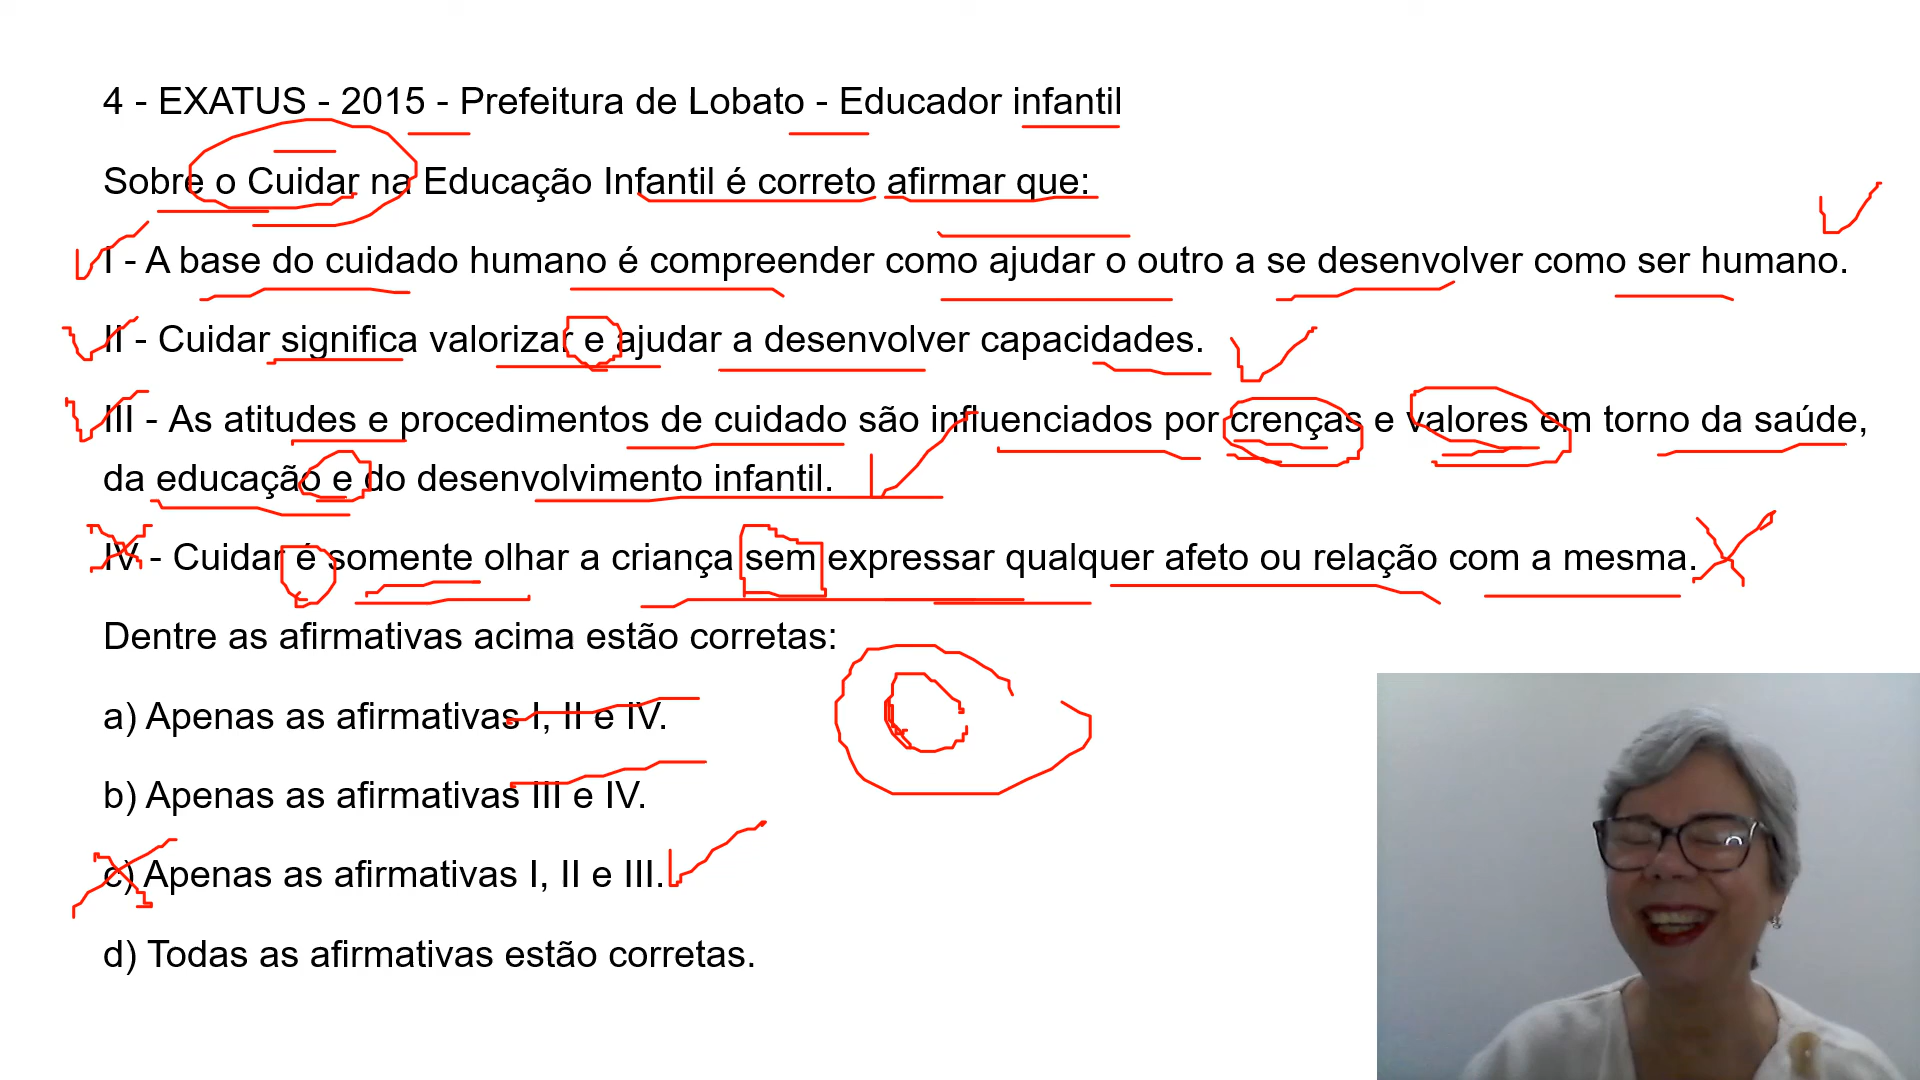 4 - EXATUS - 2015 - Prefeitura de Lobato - Educador infantil
Sobre o Cuidar na Educação Infantil é correto afirmar que:
I - A base do cuidado humano é compreender como ajudar o outro a se desenvolver como ser humano.
II - Cuidar significa valorizar e ajudar a desenvolver capacidades.
III - As atitudes e procedimentos de cuidado são influenciados por crenças e valores em torno da saúde,
da educação e do desenvolvimento infantil.
IV - Cuidar é somente olhar a criança sem expressar qualquer afeto ou relação com a mesma.
Dentre as afirmativas acima estão corretas:
a) Apenas as afirmativas I, II e IV.
b) Apenas as afirmativas III e IV.
c) Apenas as afirmativas I, II e III.
d) Todas as afirmativas estão corretas.